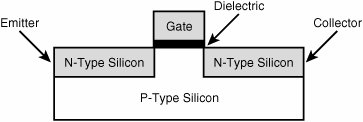 Dielectric
Emitter
Gate
Collector
N-Type Silicon
N-Type Silicon
P-Type Silicon